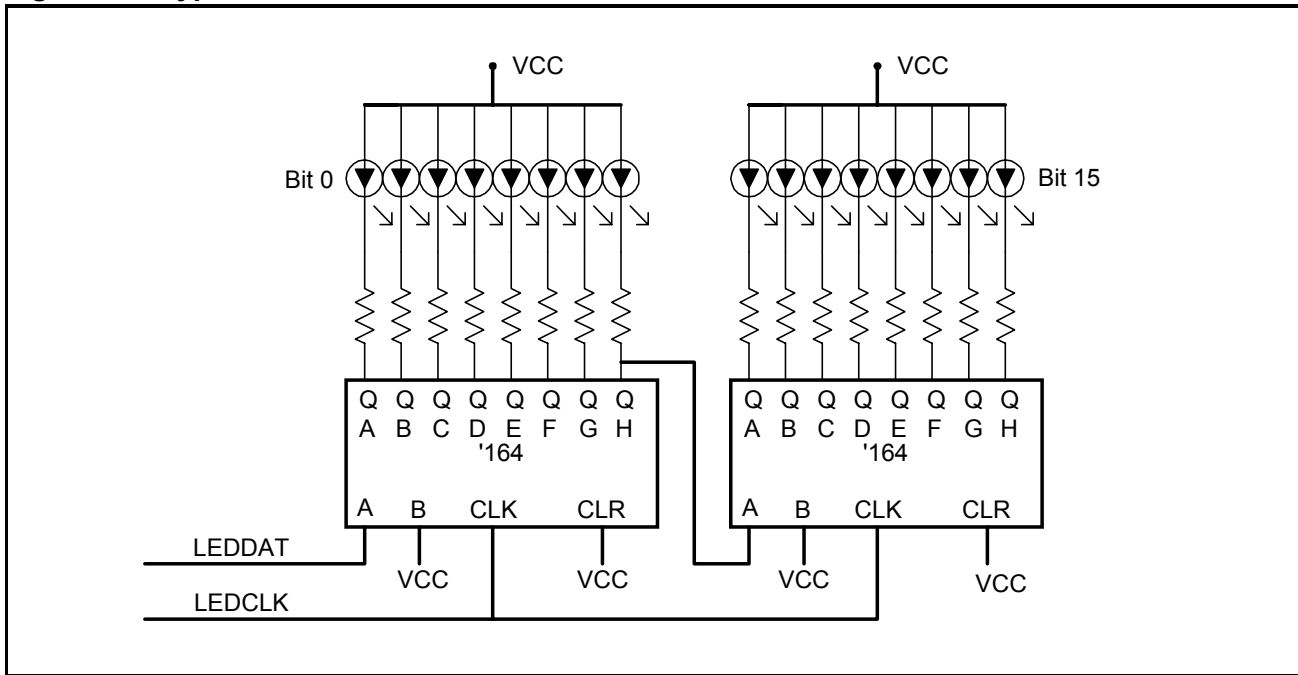 VCC VCC
Bit 0 Bit 15
Q Q Q Q Q Q Q Q Q Q Q Q Q Q Q Q
A B C D E F G H A B C D E F G H
'164 '164
A B CLK CLR A B CLK CLR
LEDDAT
VCC VCC VCC VCC
LEDCLK